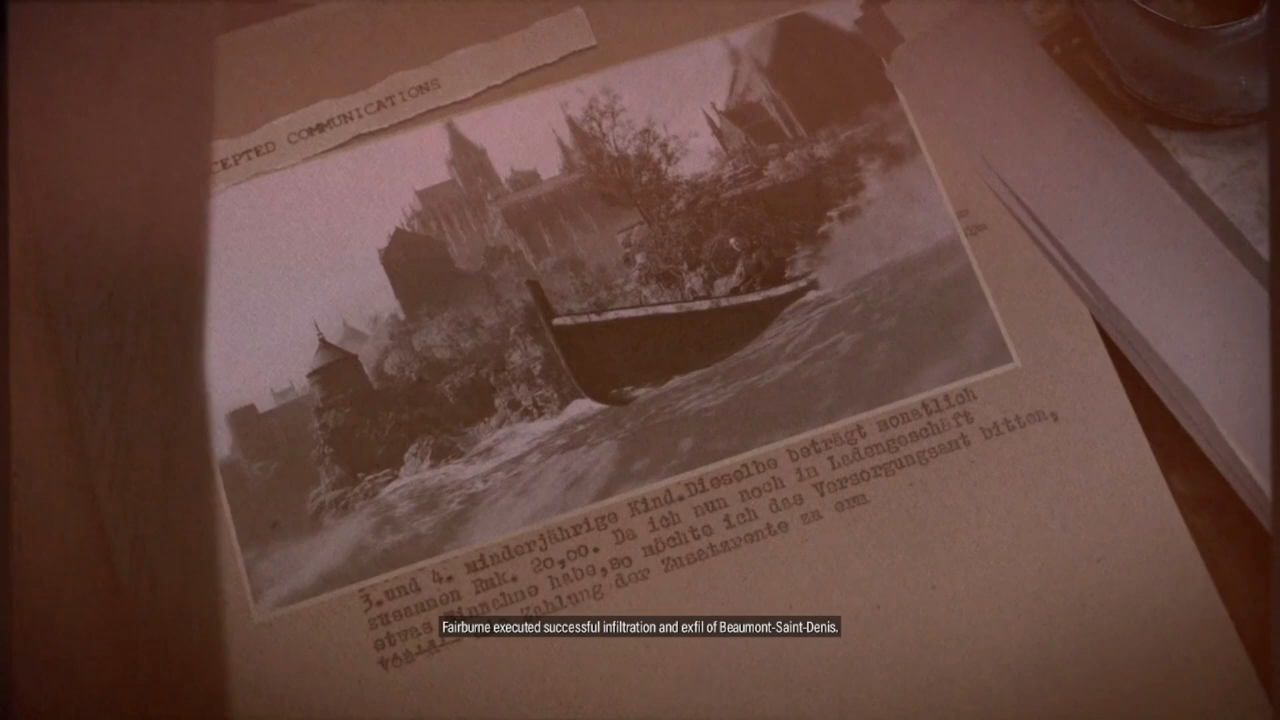 CEPTED COMMUNICATIONS
3.und 4. minderjährige Kind.Dieselbe beträgt monatlich
zusammen Rmk. 20,00. Da ich nun noch in Ladengeschäft
etwas Einnahme habe,so möchte ich das Versorgungsamt bitten,
Zahlung der Zusatzrente zu erm
Fairburne executed successful infiltration and exfil of Beaumont-Saint-Denis.